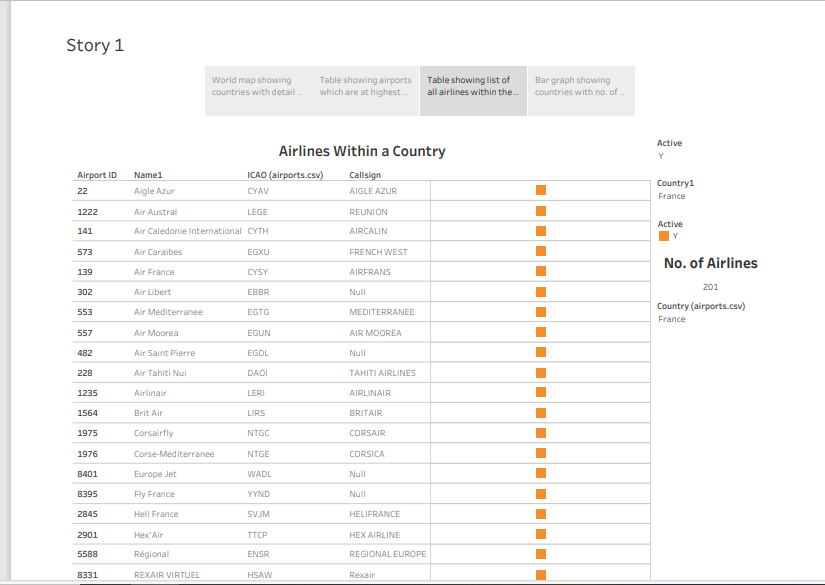 Story 1
World map showing countries with detail ..
Table showing airports which are at highest ..
Table showing list of all airlines within the ..
Bar graph showing countries with no. of ..
Airlines Within a Country
Airport ID Name1 ICAO (airports.csv) Callsign
22 Aigle Azur CYAV AIGLE AZUR
1222 Air Austral LEGE REUNION
141 Air Caledonie International CYTH AIRCALIN
573 Air Caraïbes EGXU FRENCH WEST
139 Air France CYSY AIRFRANS
302 Air Libert EBBR Null
553 Air Mediterranee EGTG MEDITERRANEE
557 Air Moorea EGUN AIR MOOREA
482 Air Saint Pierre EGDL Null
228 Air Tahiti Nui DAOI TAHITI AIRLINES
1235 Airlinair LERI AIRLINAIR
1564 Brit Air LIRS BRITAIR
1975 Corsairfly NTGC CORSAIR
1976 Corse-Mediterranee NTGE CORSICA
8401 Europe Jet WADL Null
8395 Fly France YYND Null
2845 Heli France SVJM HELIFRANCE
2901 Hex'Air TTCP HEX AIRLINE
5588 Régional ENSR REGIONAL EUROPE
8331 REXAIR VIRTUEL HSAW Rexair
Active
Y
Country1
France
Active
Y
No. of Airlines
201
Country (airports.csv)
France